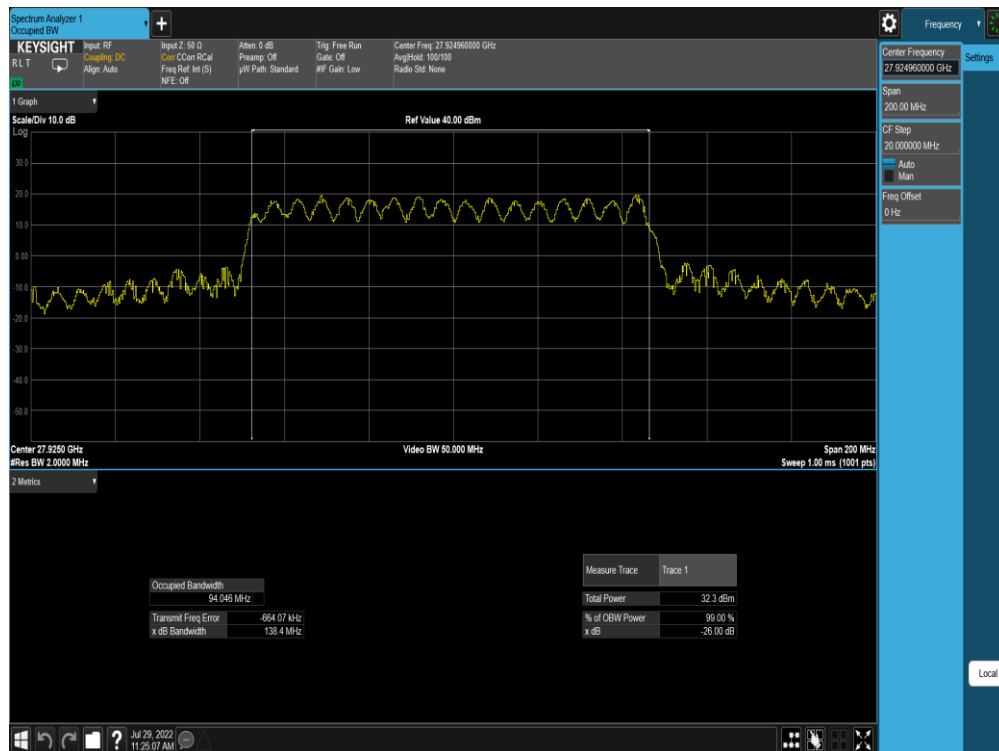 Spectrum Analyzer 1
Occupied BW
Frequency
KEYSIGHT
RLT
LXI
Input: RF
Coupling: DC
Align: Auto
Input Z: 50 Ω
Corr CCorr RCal
Freq Ref: Int (S)
NFE: Off
Atten: 0 dB
Preamp: Off
µW Path: Standard
Trig: Free Run
Gate: Off
#IF Gain: Low
Center Freq: 27.924960000 GHz
Avg|Hold: 100/100
Radio Std: None
Center Frequency
27.924960000 GHz
Settings
Span
200.00 MHz
CF Step
20.000000 MHz
Auto
Man
Freq Offset
0 Hz
1 Graph
Scale/Div 10.0 dB
Ref Value 40.00 dBm
Log
30.0
20.0
10.0
0.00
-10.0
-20.0
-30.0
-40.0
-50.0
Center 27.9250 GHz
Video BW 50.000 MHz
Span 200 MHz
#Res BW 2.0000 MHz
Sweep 1.00 ms (1001 pts)
2 Metrics
Measure Trace Trace 1
Occupied Bandwidth
94.046 MHz
Total Power 32.3 dBm
Transmit Freq Error -664.07 kHz
% of OBW Power 99.00 %
x dB Bandwidth 138.4 MHz
x dB -26.00 dB
Local
?
Jul 29, 2022
11:25:07 AM